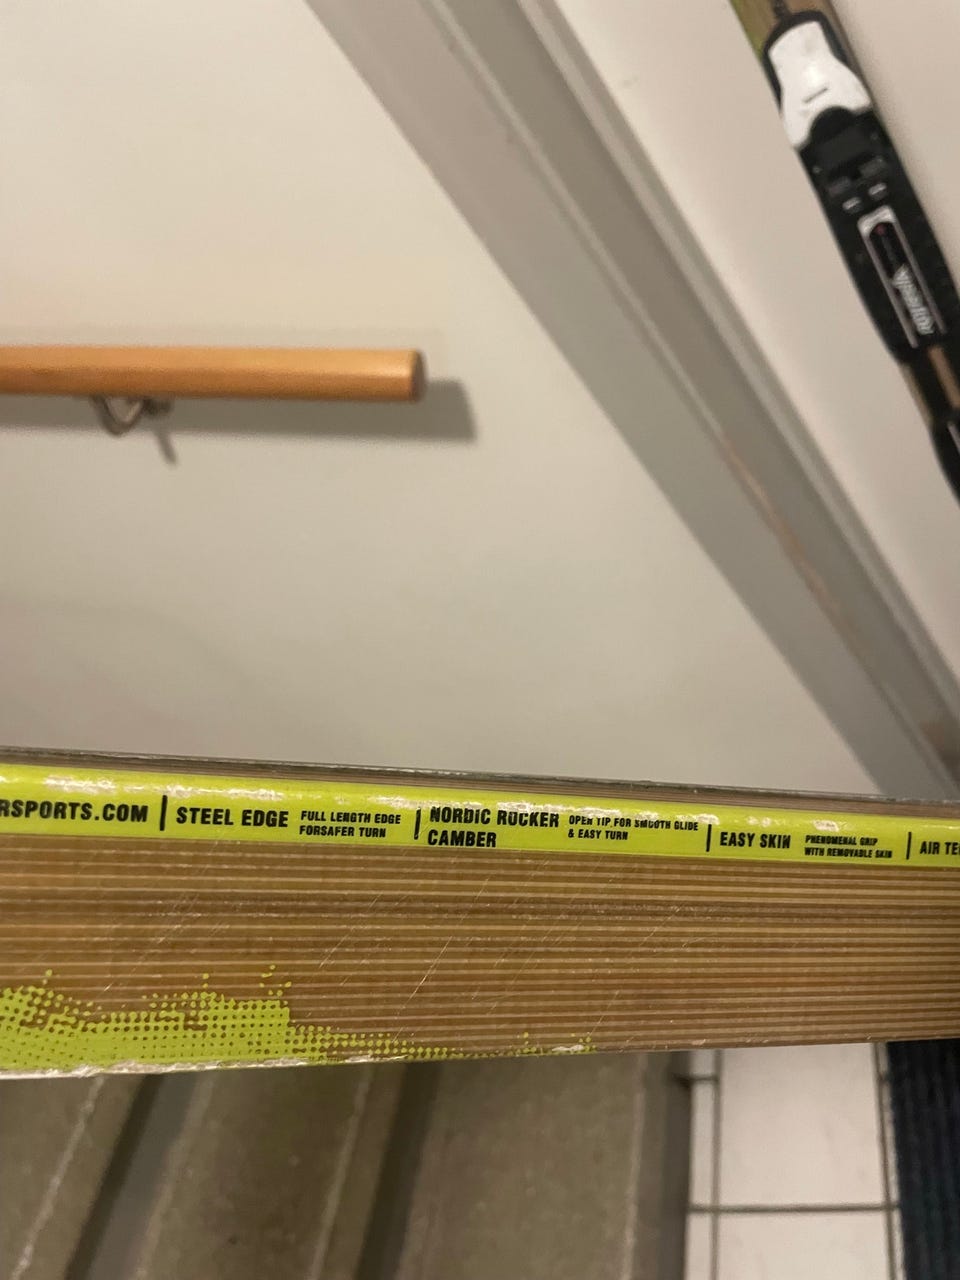 RSPORTS.COM | STEEL EDGE
FULL LENGTH EDGE
FORSAFER TURN
NORDIC ROCKER
CAMBER
OPEN TIP FOR SMOOTH GLIDE
& EASY TURN
EASY SKIN
PHENOMENAL GRIP
WITH REMOVABLE SKIN
AIR TE
rottefella